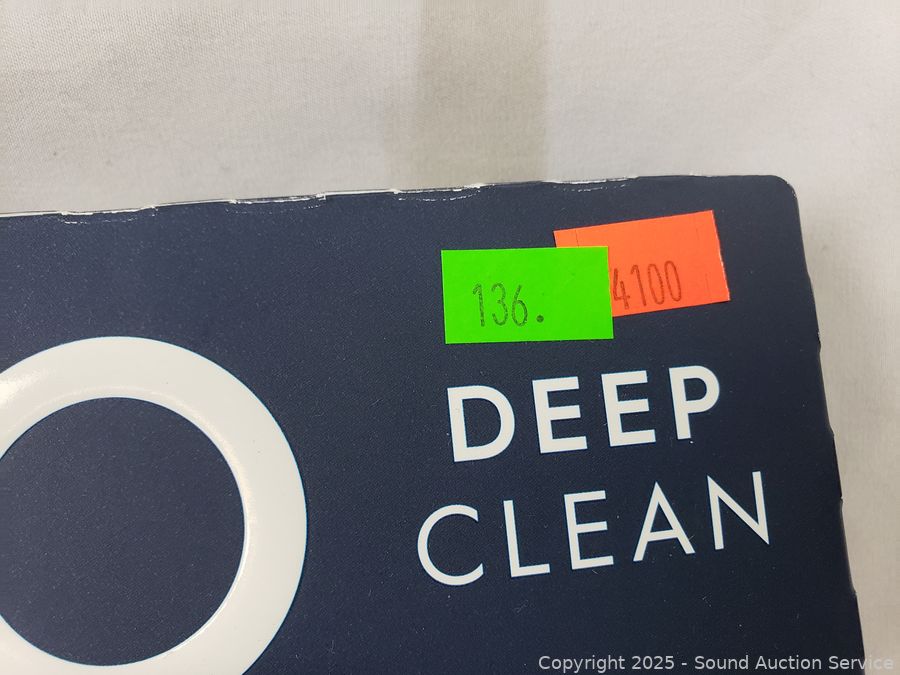 136.
4100
DEEP
CLEAN
Copyright 2025 - Sound Auction Service